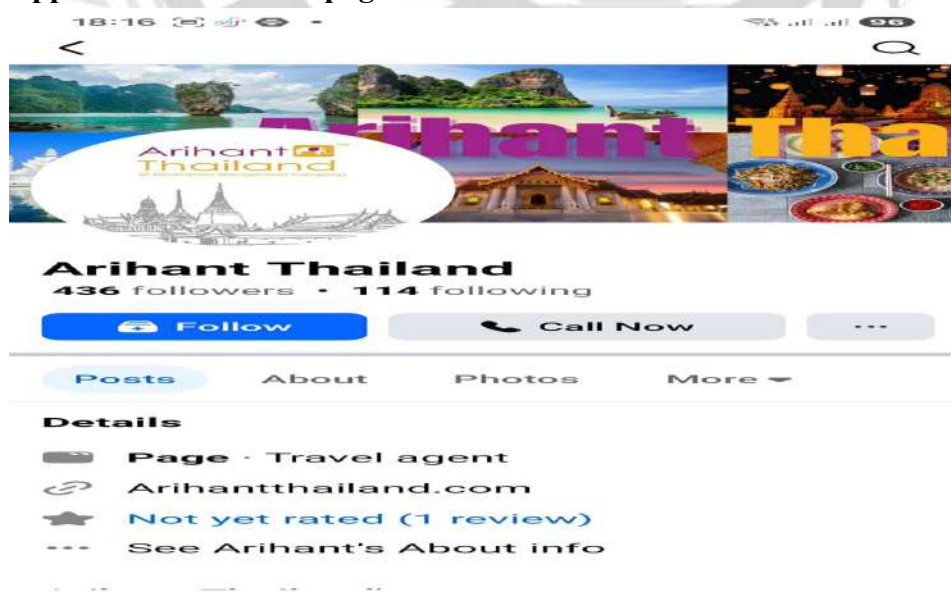 18:16
96
Arihant Tha
Arihant
Thailand
Arihant Thailand
436 followers • 114 following
Follow
Call Now
Posts
About
Photos
More
Details
Page · Travel agent
Arihantthailand.com
Not yet rated (1 review)
See Arihant's About info